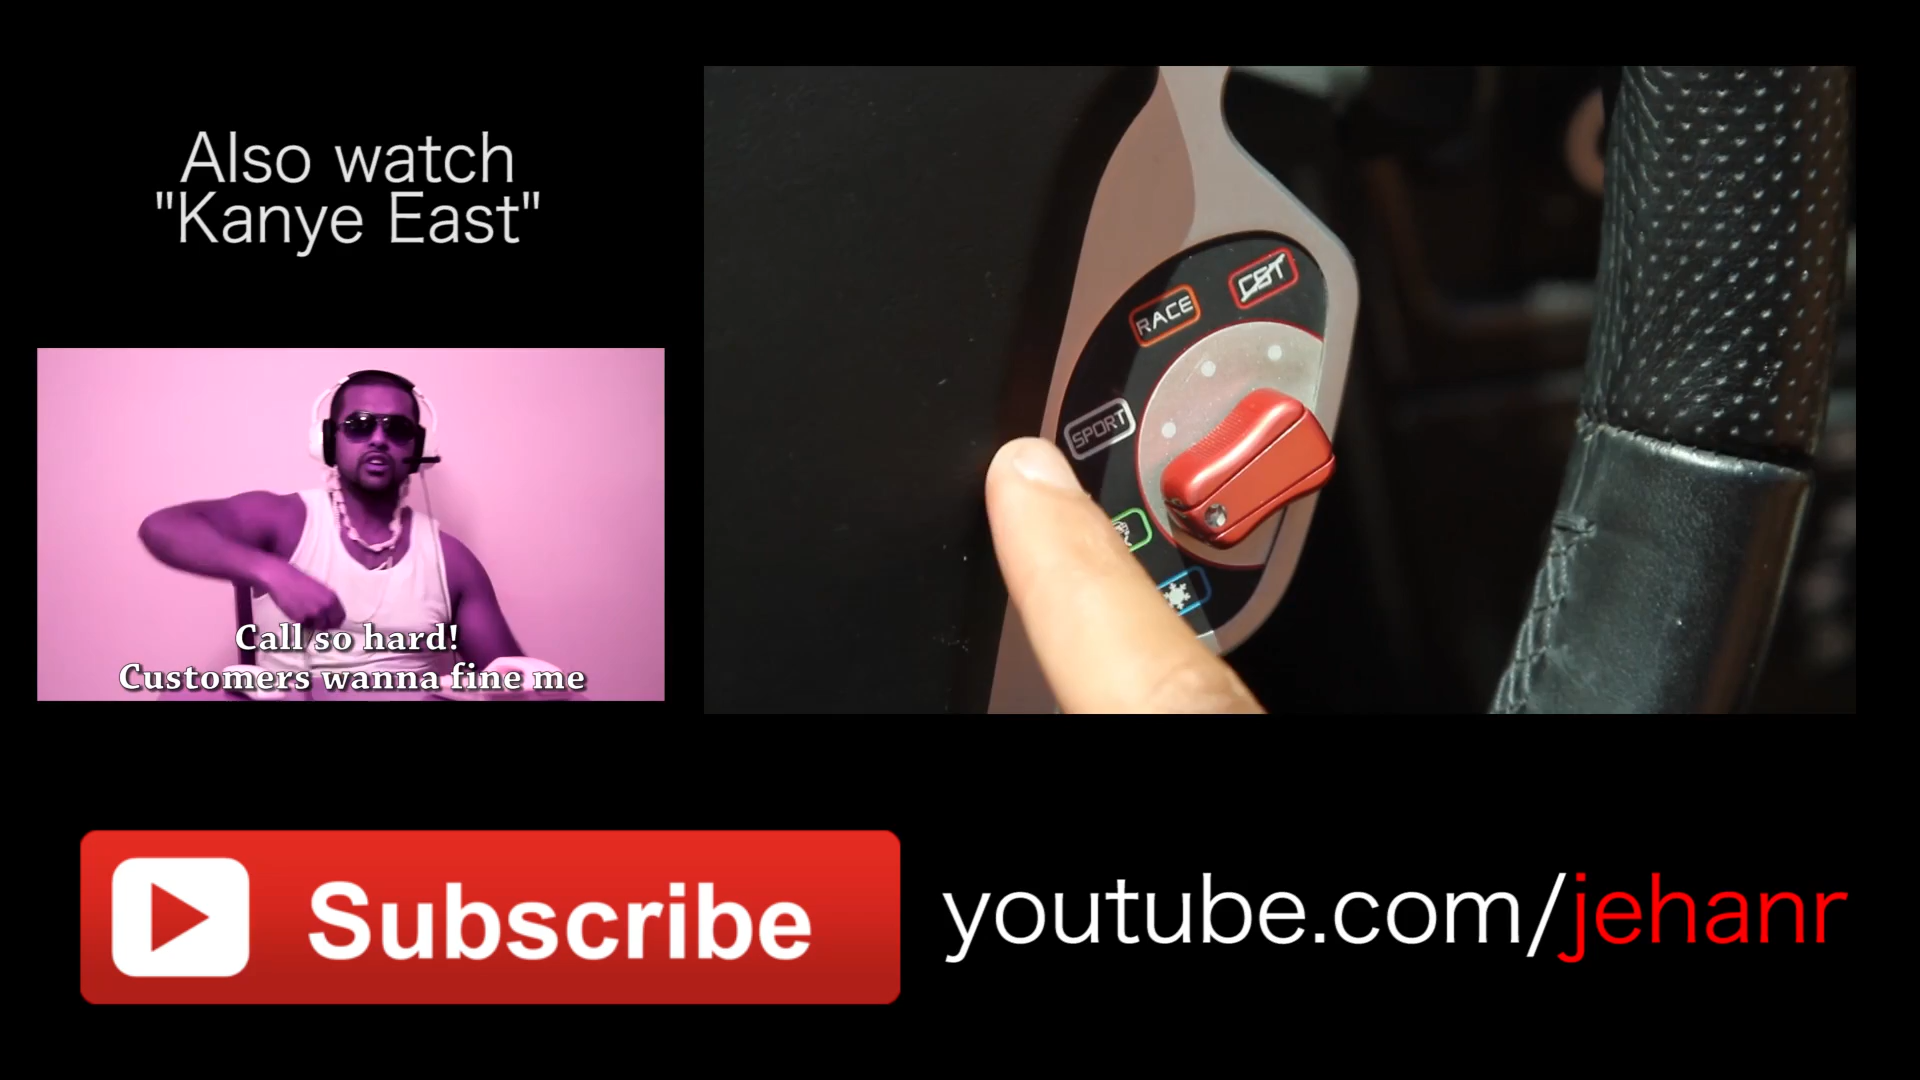 Also watch
"Kanye East"
CST
RACE
SPORT
Call so hard!
Customers wanna fine me
Subscribe
youtube.com/jehanr